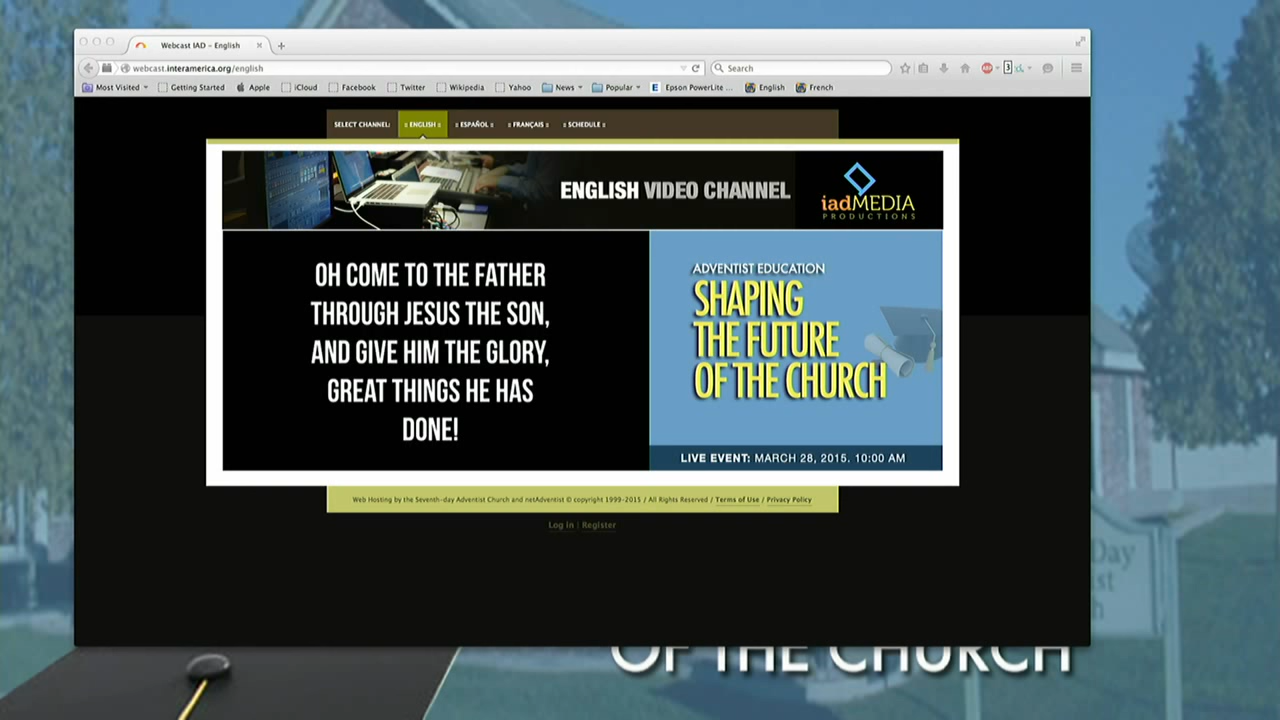 Webcast IAD - English
webcast.interamerica.org/english
Search
Most Visited
Getting Started
Apple
iCloud
Facebook
Twitter
Wikipedia
Yahoo
News
Popular
Epson PowerLite ...
English
French
SELECT CHANNEL:
:: ENGLISH ::
:: ESPAÑOL ::
:: FRANÇAIS ::
:: SCHEDULE ::
ENGLISH VIDEO CHANNEL
iadMEDIA
PRODUCTIONS
OH COME TO THE FATHER
THROUGH JESUS THE SON,
AND GIVE HIM THE GLORY,
GREAT THINGS HE HAS
DONE!
ADVENTIST EDUCATION
SHAPING
THE FUTURE
OF THE CHURCH
LIVE EVENT: MARCH 28, 2015. 10:00 AM
Web Hosting by the Seventh-day Adventist Church and netAdventist © copyright 1999-2015 / All Rights Reserved / Terms of Use / Privacy Policy
Log in | Register
Day
OF THE CHURCH